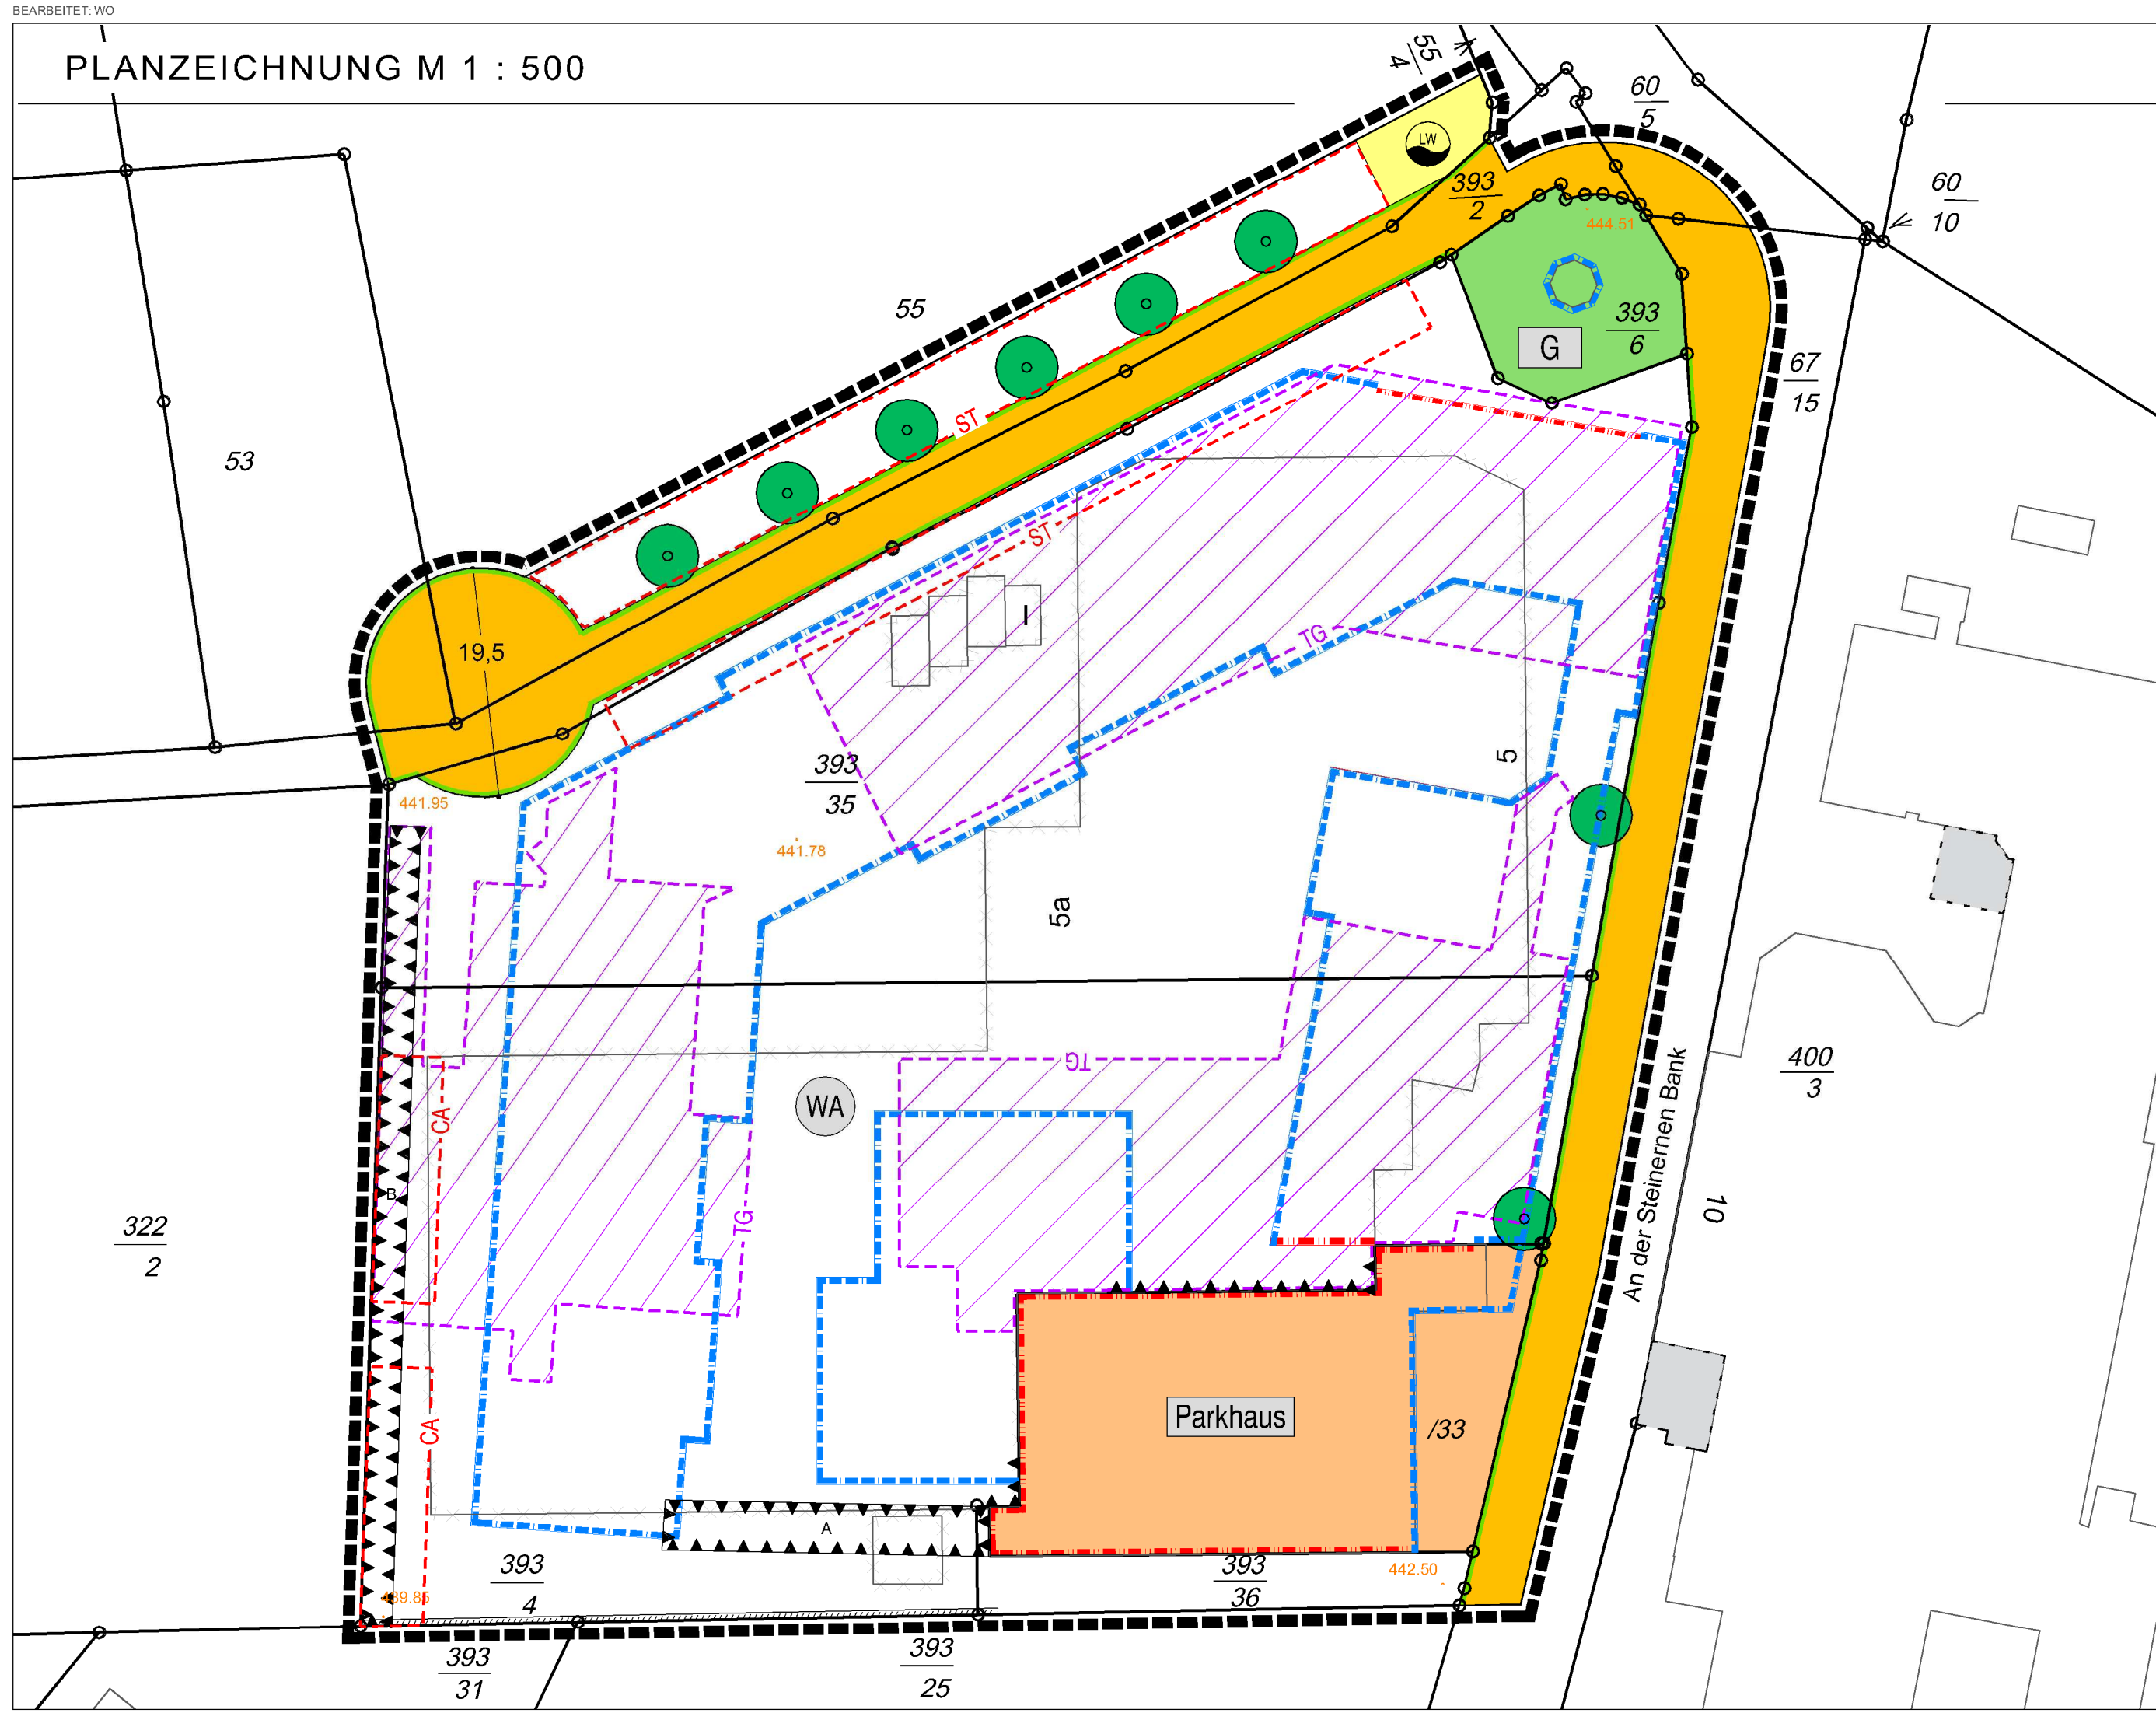 BEARBEITET: WO
PLANZEICHNUNG M 1 : 500
55
4
60
5
LW
393
2
60
10
444.51
55
393
6
G
67
15
ST
53
ST
I
19,5
TG
393
35
5
441.95
441.78
5a
TG
400
3
WA
CA
An der Steinernen Bank
B
10
322
2
TG
Parkhaus
/33
CA
A
393
4
393
36
442.50
439.85
393
31
393
25